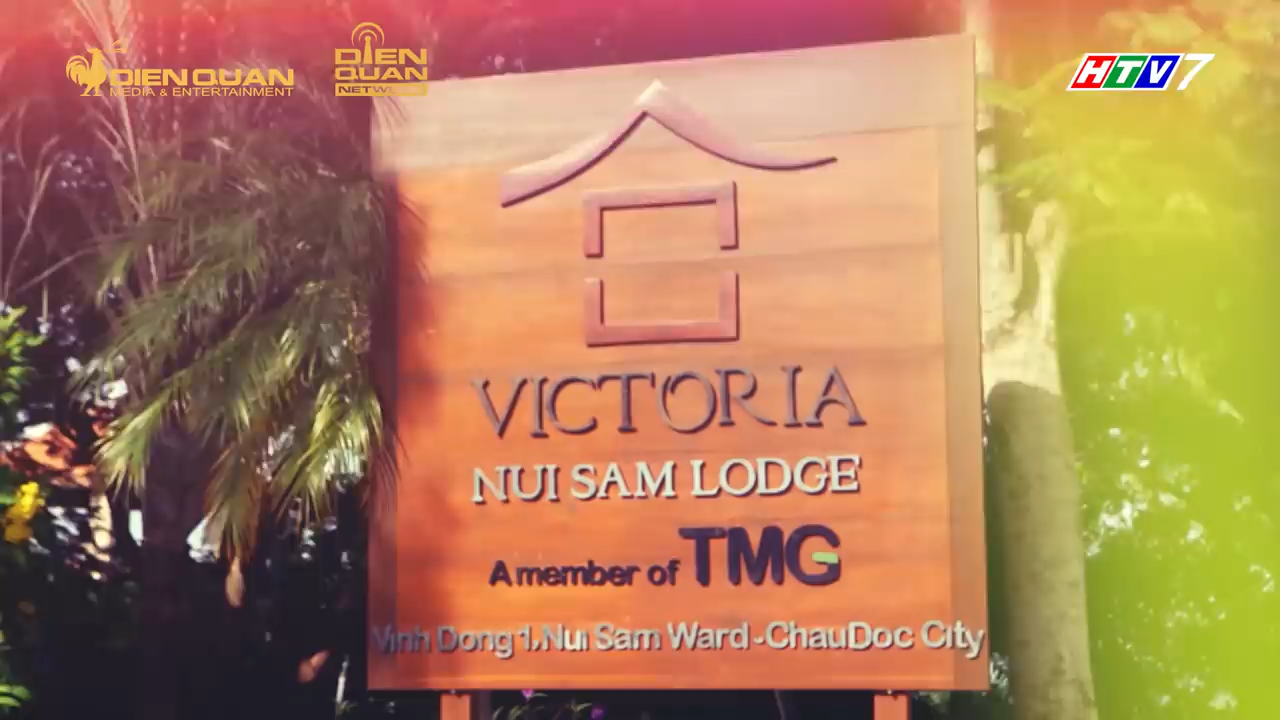 DIEN QUAN
MEDIA & ENTERTAINMENT
DIEN
QUAN
NETWORK
HTV7
VICTORIA
NUI SAM LODGE
A member of TMG
Vinh Dong 1, Nui Sam Ward - ChauDoc City